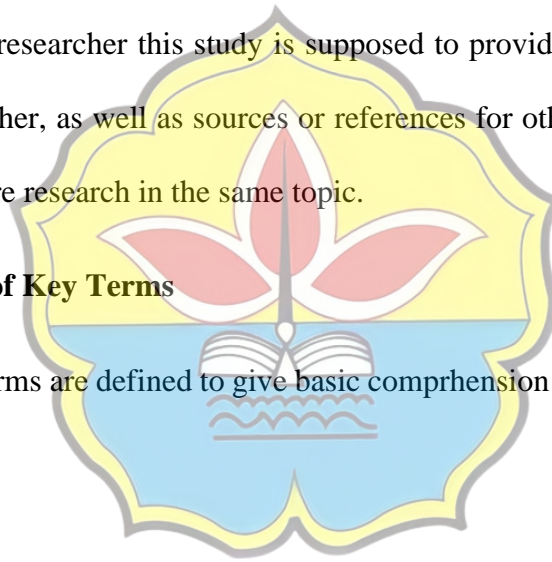 researcher this study is supposed to provid
her, as well as sources or references for oth
re research in the same topic.
of Key Terms
rms are defined to give basic comprhension